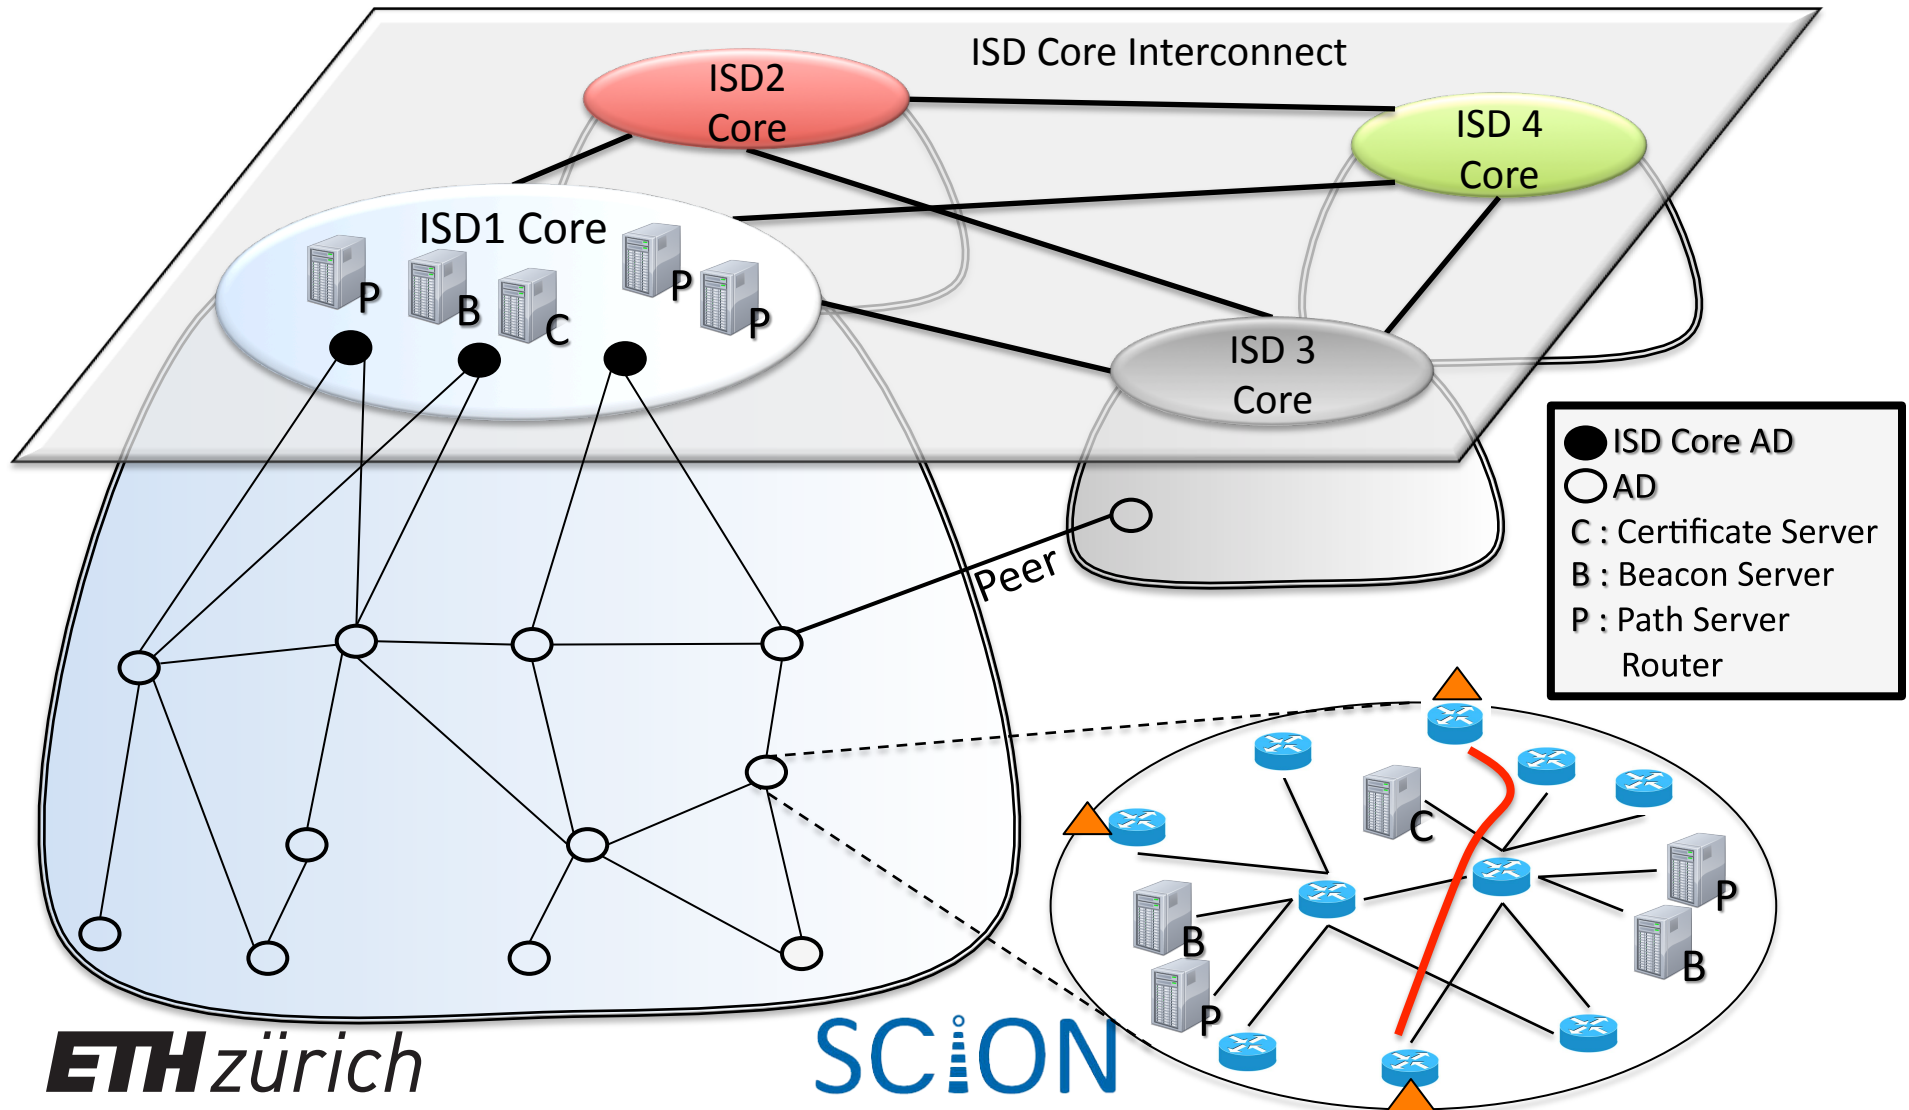 ISD Core Interconnect
ISD2
Core
ISD 4
Core
ISD1 Core
P
B
C
P
P
ISD 3
Core
ISD Core AD
AD
C : Certificate Server
B : Beacon Server
P : Path Server
Router
Peer
C
P
B
B
P
ETH zürich
SCION